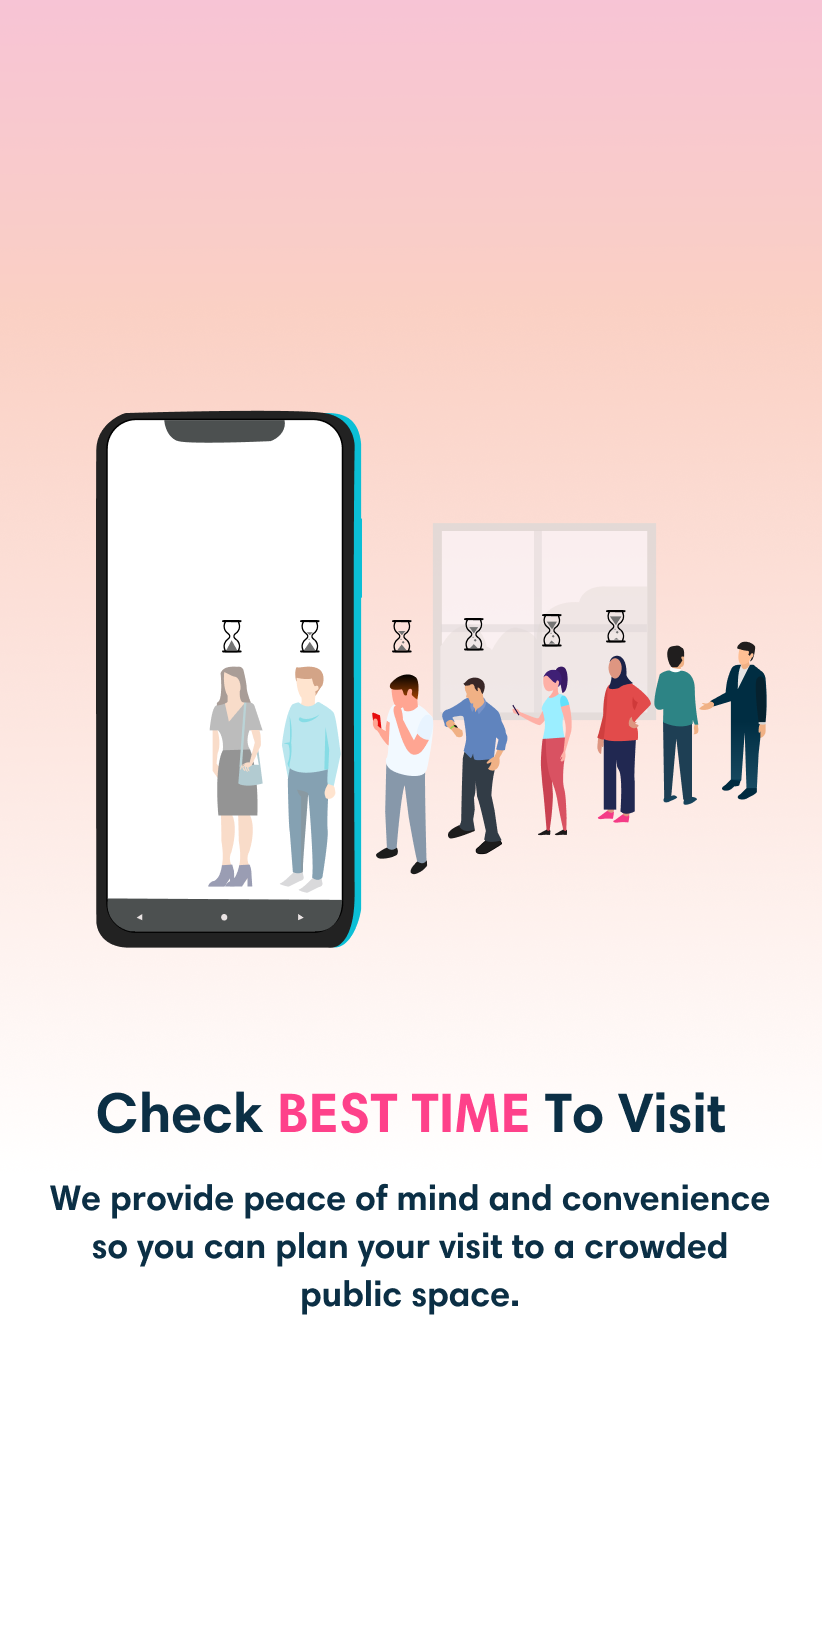 Check BEST TIME To Visit
We provide peace of mind and convenience
so you can plan your visit to a crowded
public space.